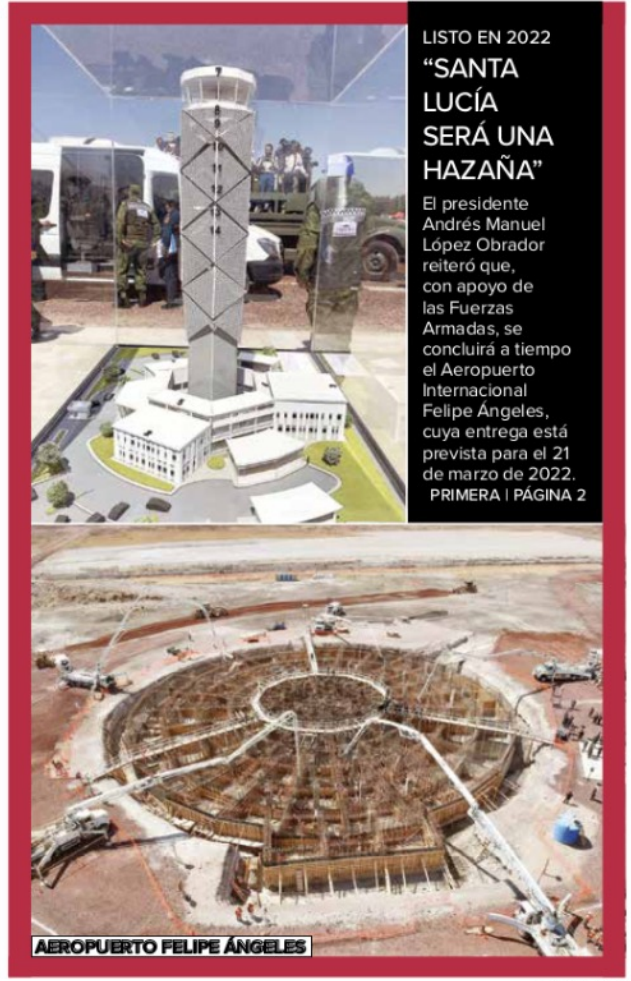 LISTO EN 2022
“SANTA
LUCÍA
SERÁ UNA
HAZAÑA”
El presidente
Andrés Manuel
López Obrador
reiteró que,
con apoyo de
las Fuerzas
Armadas, se
concluirá a tiempo
el Aeropuerto
Internacional
Felipe Ángeles,
cuya entrega está
prevista para el 21
de marzo de 2022.
PRIMERA | PÁGINA 2
AEROPUERTO FELIPE ÁNGELES